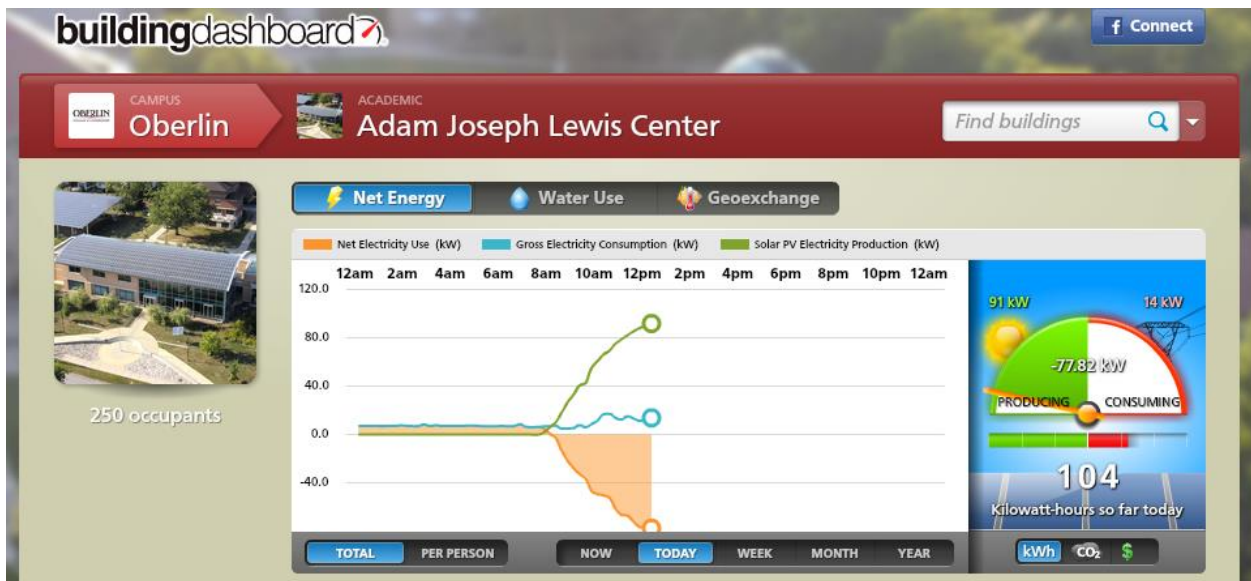 buildingdashboard
f Connect
OBERLIN
CAMPUS
Oberlin
ACADEMIC
Adam Joseph Lewis Center
Find buildings
Net Energy
Water Use
Geoexchange
Net Electricity Use (kW)
Gross Electricity Consumption (kW)
Solar PV Electricity Production (kW)
12am 2am 4am 6am 8am 10am 12pm 2pm 4pm 6pm 8pm 10pm 12am
120.0
80.0
40.0
0.0
-40.0
250 occupants
91 kW
14 kW
-77.82 kW
PRODUCING
CONSUMING
104
Kilowatt-hours so far today
TOTAL
PER PERSON
NOW
TODAY
WEEK
MONTH
YEAR
kWh
CO₂
$